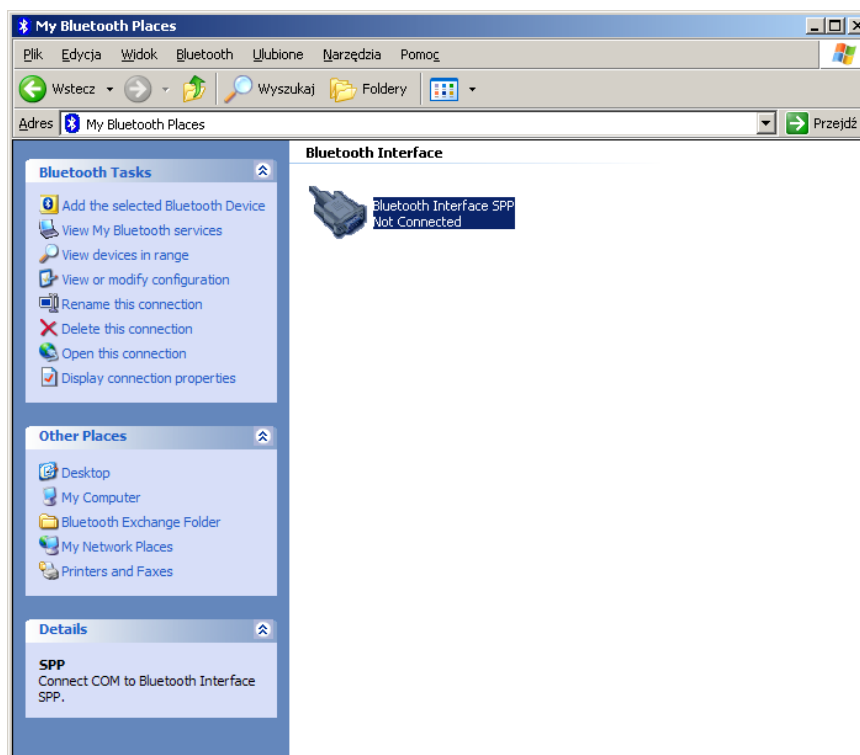 My Bluetooth Places
Plik Edycja Widok Bluetooth Ulubione Narzędzia Pomoc
Wstecz Wyszukaj Foldery
Adres My Bluetooth Places Przejdź
Bluetooth Tasks
Add the selected Bluetooth Device
View My Bluetooth services
View devices in range
View or modify configuration
Rename this connection
Delete this connection
Open this connection
Display connection properties
Other Places
Desktop
My Computer
Bluetooth Exchange Folder
My Network Places
Printers and Faxes
Details
SPP
Connect COM to Bluetooth Interface
SPP.
Bluetooth Interface
Bluetooth Interface SPP
Not Connected